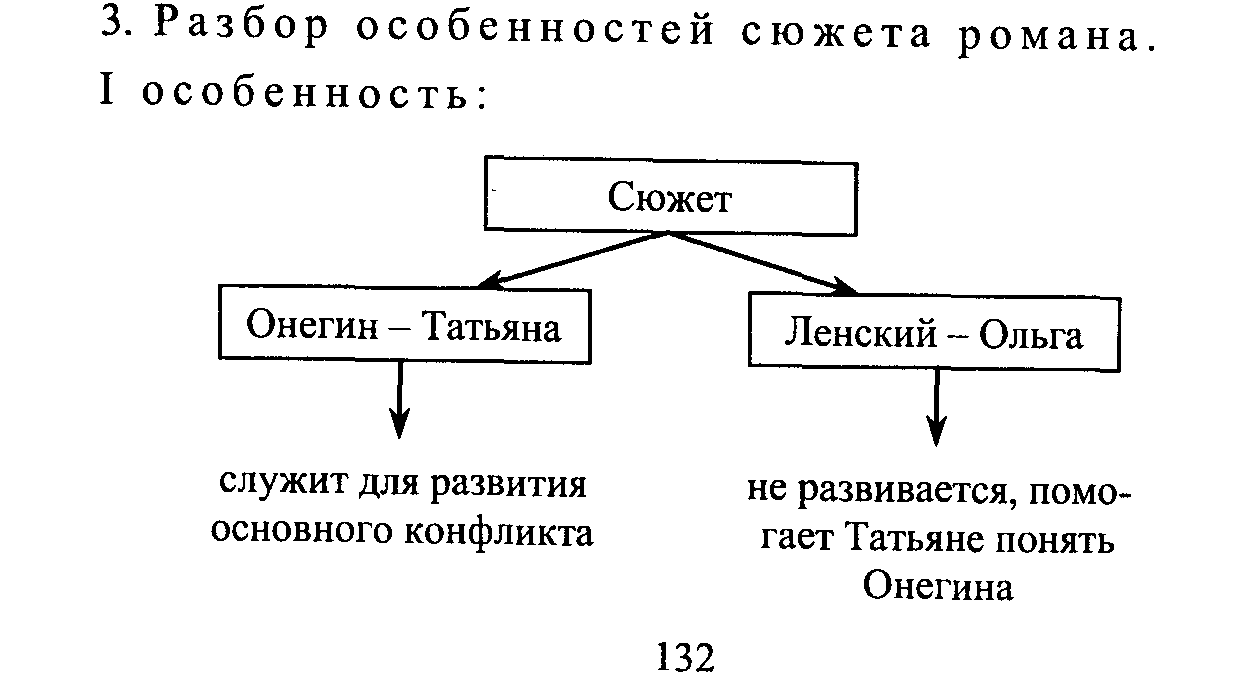 3. Разбор особенностей сюжета романа.
I особенность:
Сюжет
Онегин – Татьяна
Ленский – Ольга
служит для развития
основного конфликта
не развивается, помо-
гает Татьяне понять
Онегина
132